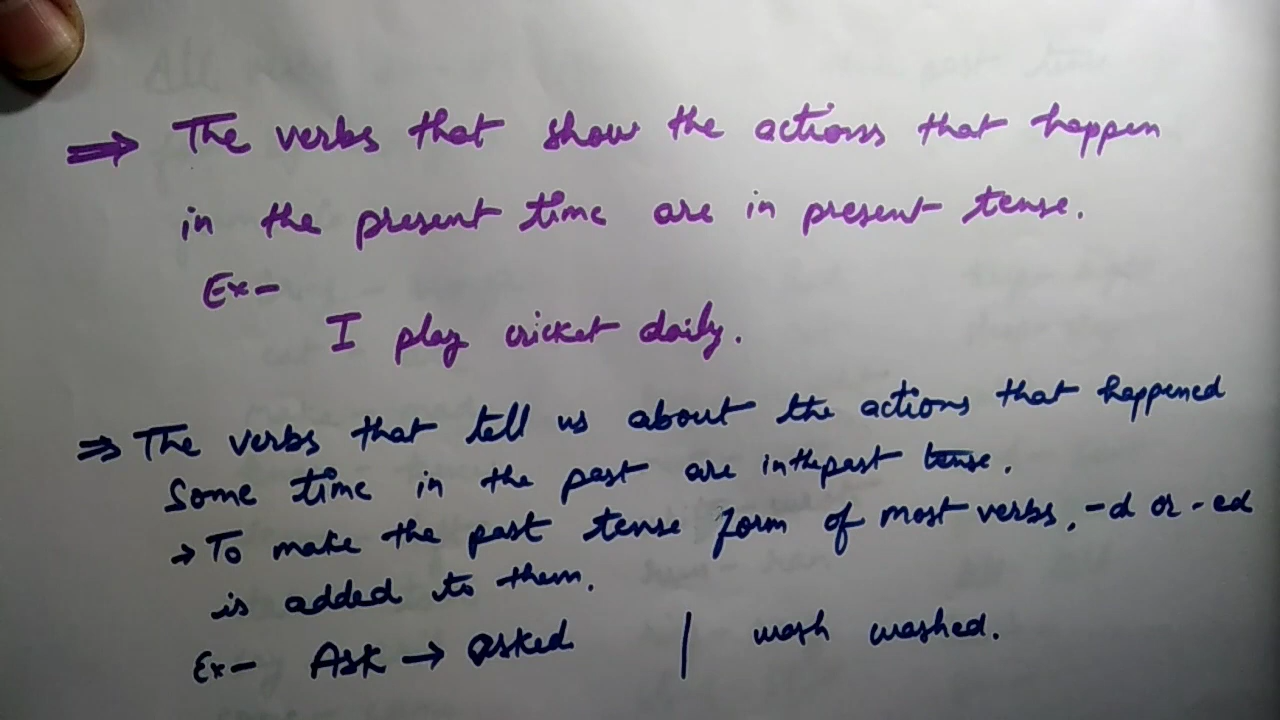 ⇒ The verbs that show the actions that happen
in the present time are in present tense.
Ex-
I play cricket daily.
⇒ The verbs that tell us about the actions that happened
Some time in the past are in the past tense.
→ To make the past tense form of most verbs, -d or -ed
is added to them.
Ex- Ask → asked | wash washed.